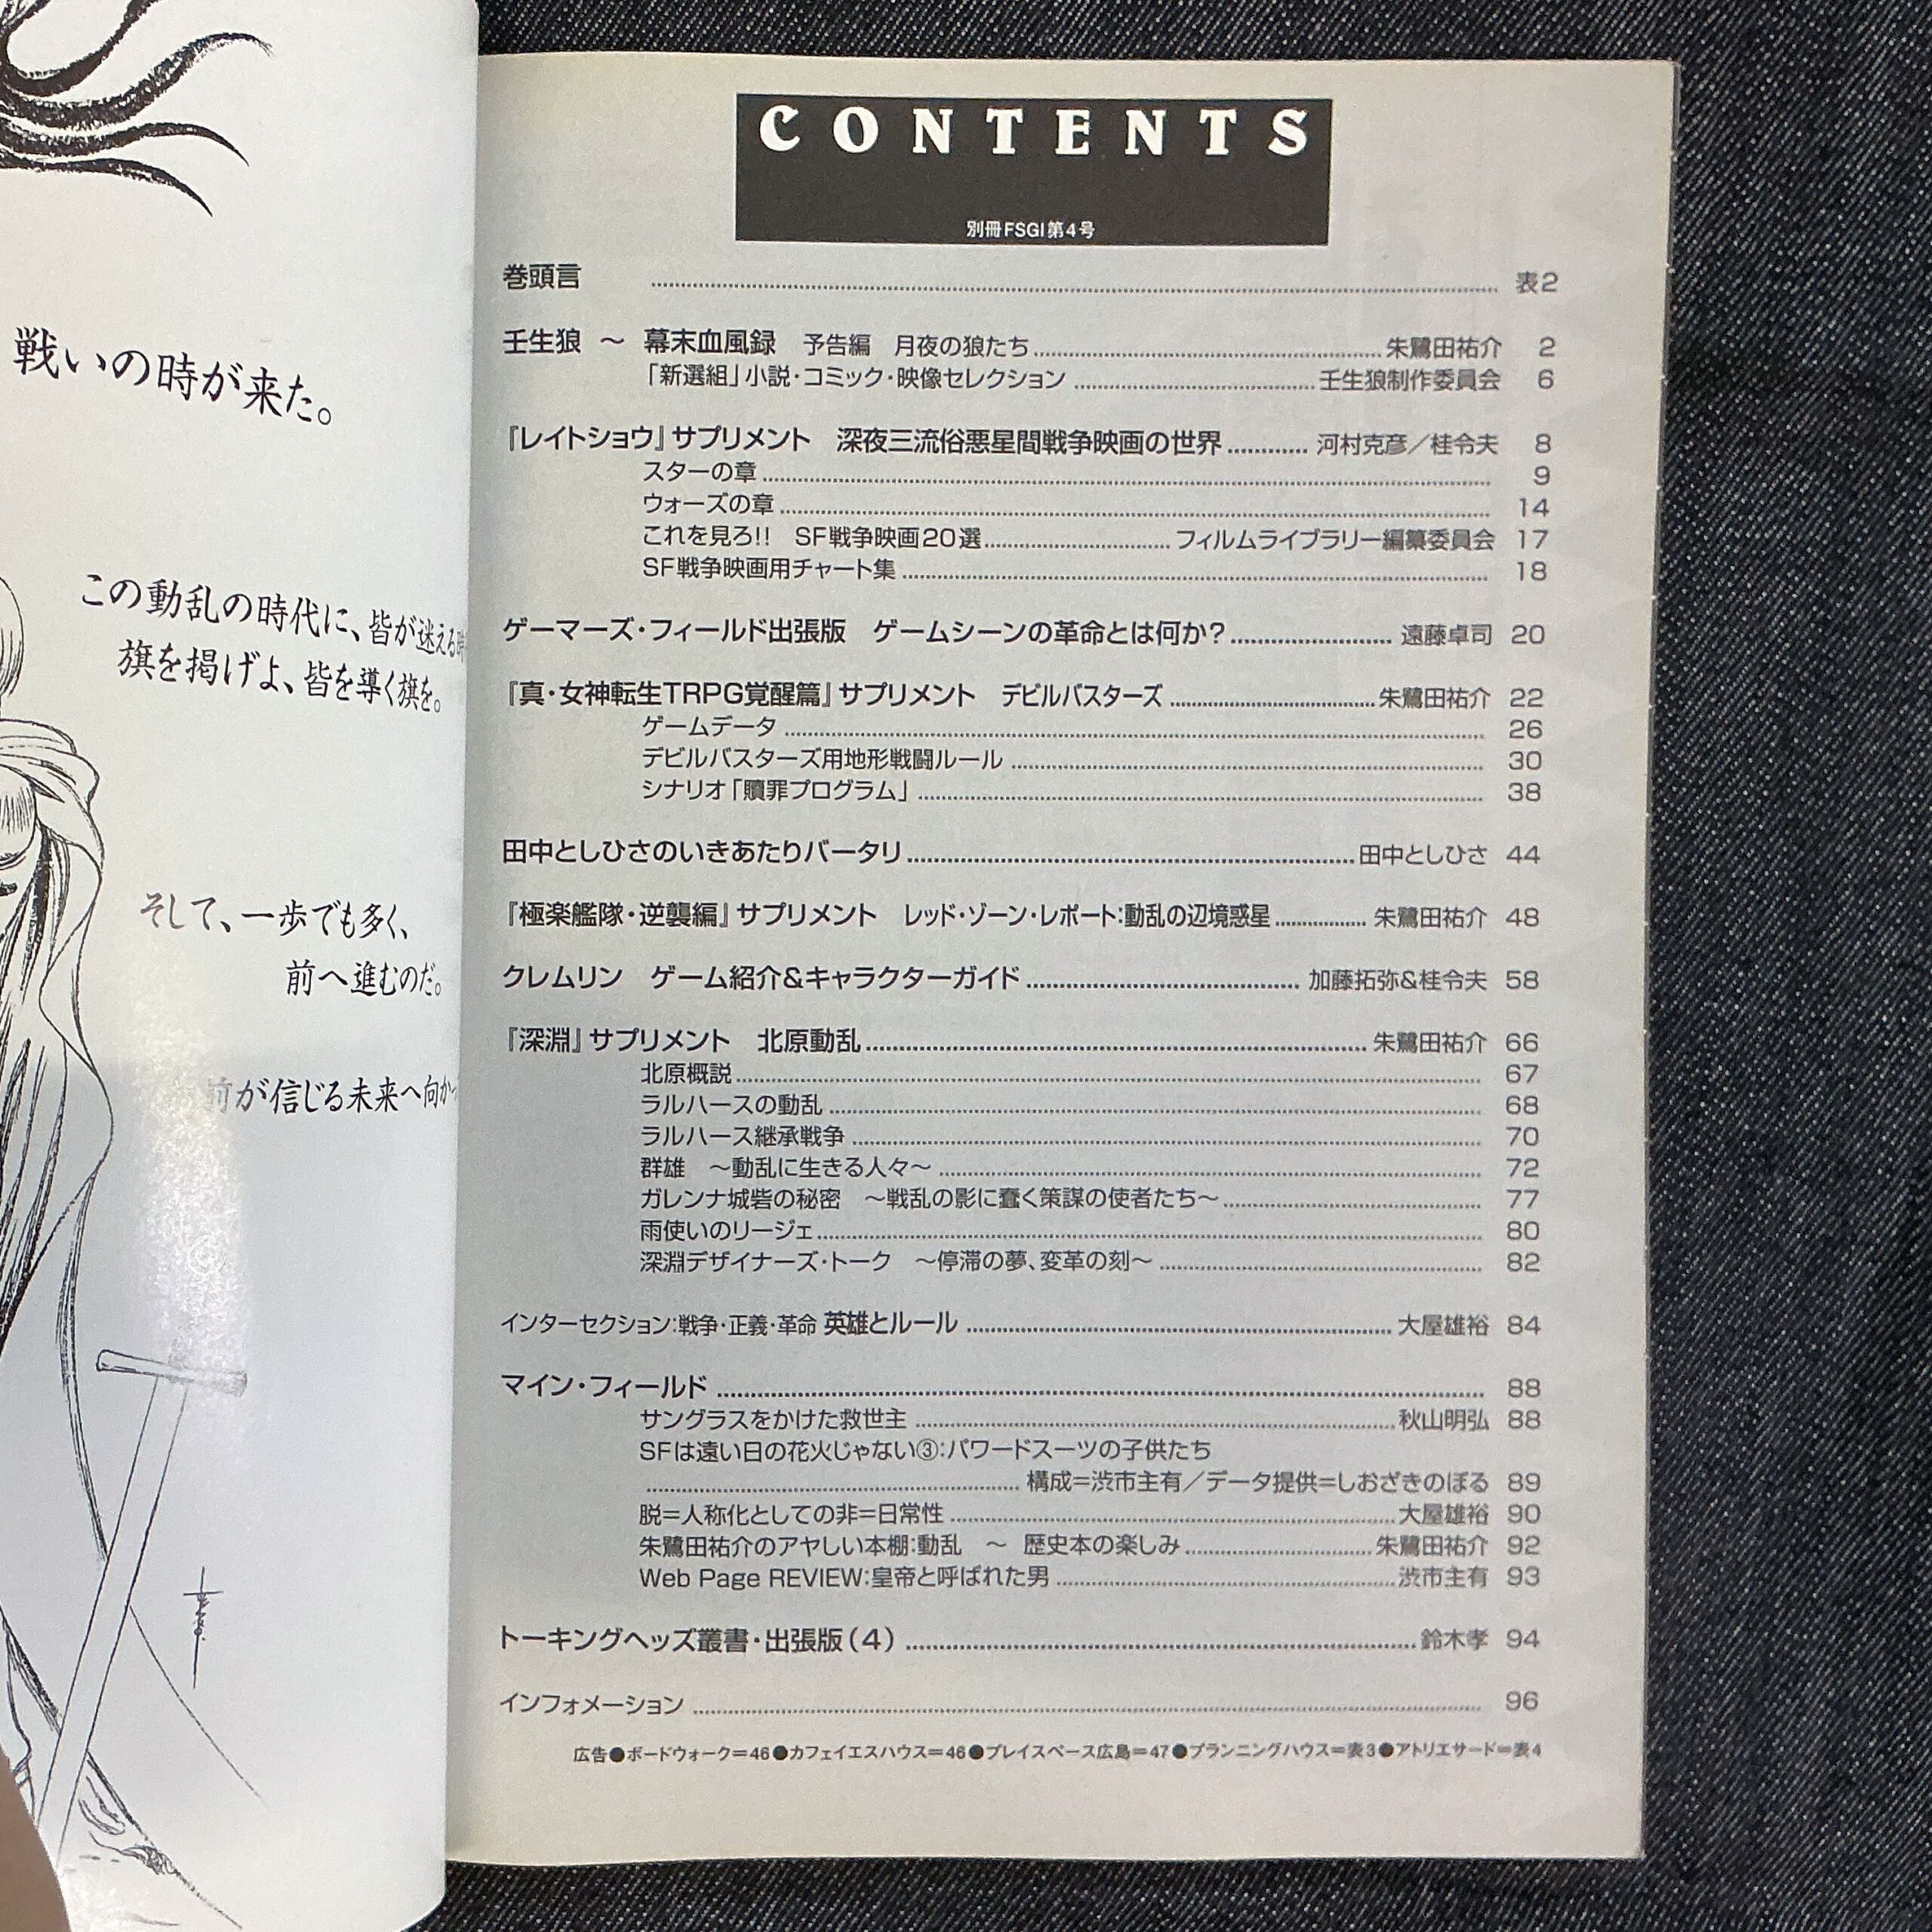 戦いの時が来た。
この動乱の時代に、皆が迷える
旗を掲げよ、皆を導く旗を。
そして、一歩でも多く、
前へ進むのだ。
が信じる未来へ向か
CONTENTS
別冊FSGI第4号
巻頭言 表2
壬生狼 ～ 幕末血風録 予告編 月夜の狼たち 朱鷺田祐介 2
「新選組」小説・コミック・映像セレクション 壬生狼制作委員会 6
『レイトショウ』サプリメント 深夜三流俗悪星間戦争映画の世界 河村克彦／桂令夫 8
スターの章 9
ウォーズの章 14
これを見ろ!! SF戦争映画20選 フィルムライブラリー編纂委員会 17
SF戦争映画用チャート集 18
ゲーマーズ・フィールド出張版 ゲームシーンの革命とは何か? 遠藤卓司 20
『真・女神転生TRPG覚醒篇』サプリメント デビルバスターズ 朱鷺田祐介 22
ゲームデータ 26
デビルバスターズ用地形戦闘ルール 30
シナリオ「贖罪プログラム」 38
田中としひさのいきあたりバータリ 田中としひさ 44
『極楽艦隊・逆襲編』サプリメント レッド・ゾーン・レポート:動乱の辺境惑星 朱鷺田祐介 48
クレムリン ゲーム紹介&キャラクターガイド 加藤拓弥&桂令夫 58
『深淵』サプリメント 北原動乱 朱鷺田祐介 66
北原概説 67
ラルハースの動乱 68
ラルハース継承戦争 70
群雄 ～動乱に生きる人々～ 72
ガレンナ城砦の秘密 ～戦乱の影に蠢く策謀の使者たち～ 77
雨使いのリージェ 80
深淵デザイナーズ・トーク ～停滞の夢、変革の刻～ 82
インターセクション:戦争・正義・革命 英雄とルール 大屋雄裕 84
マイン・フィールド 88
サングラスをかけた救世主 秋山明弘 88
SFは遠い日の花火じゃない③:パワードスーツの子供たち
構成=渋市主有／データ提供=しおざきのぼる 89
脱=人称化としての非=日常性 大屋雄裕 90
朱鷺田祐介のアヤしい本棚:動乱 ～ 歴史本の楽しみ 朱鷺田祐介 92
Web Page REVIEW:皇帝と呼ばれた男 渋市主有 93
トーキングヘッズ叢書・出張版(4) 鈴木孝 94
インフォメーション 96
広告●ボードウォーク=46●カフェイエスハウス=46●プレイスペース広島=47●プランニングハウス=表3●アトリエサード=表4